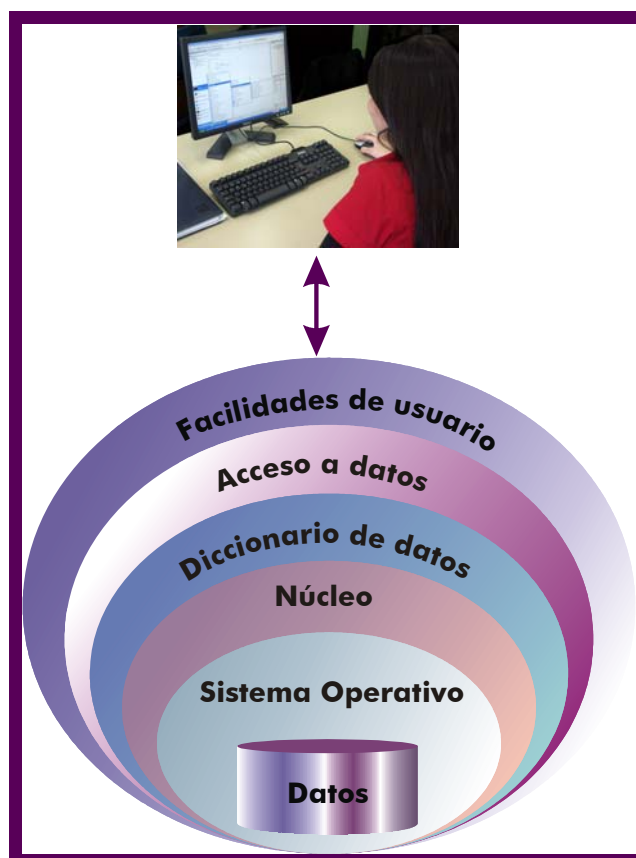 Facilidades de usuario
Acceso a datos
Diccionario de datos
Núcleo
Sistema Operativo
Datos